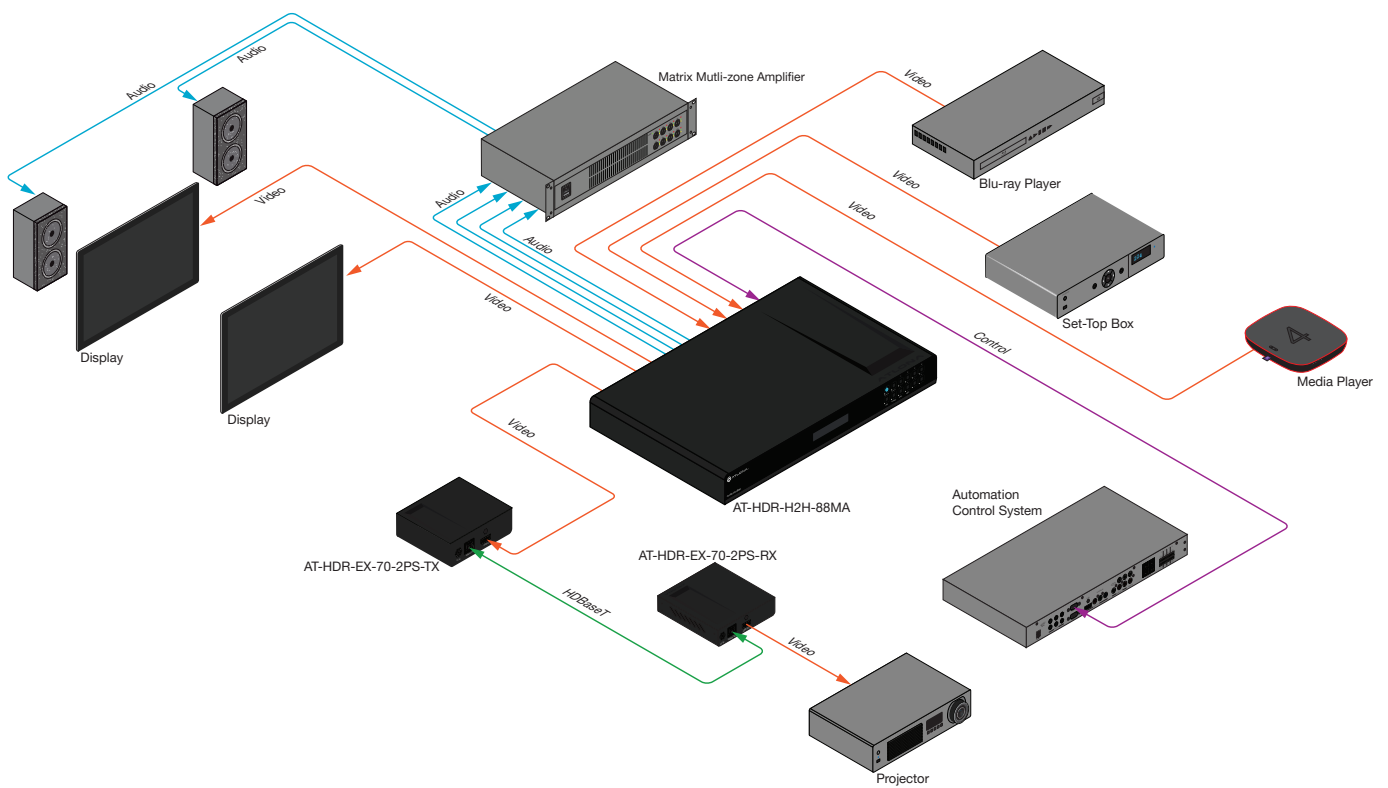 Audio
Audio
Matrix Mutli-zone Amplifier
Video
Blu-ray Player
Video
Video
Audio
Audio
Video
Video
Set-Top Box
Control
4
Media Player
Display
Display
Video
AT-HDR-H2H-88MA
Automation
Control System
AT-HDR-EX-70-2PS-TX
AT-HDR-EX-70-2PS-RX
HDBaseT
Video
Projector